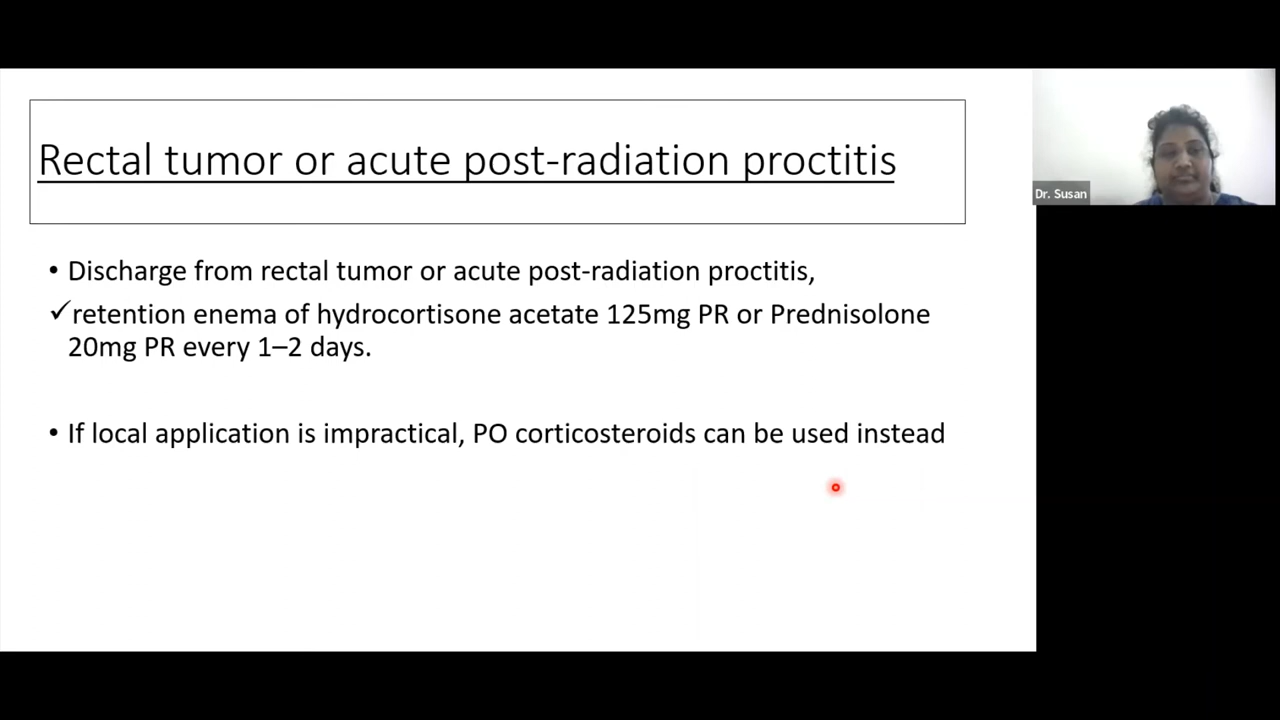 Rectal tumor or acute post-radiation proctitis
Dr. Susan
• Discharge from rectal tumor or acute post-radiation proctitis,
✓retention enema of hydrocortisone acetate 125mg PR or Prednisolone
20mg PR every 1–2 days.
• If local application is impractical, PO corticosteroids can be used instead